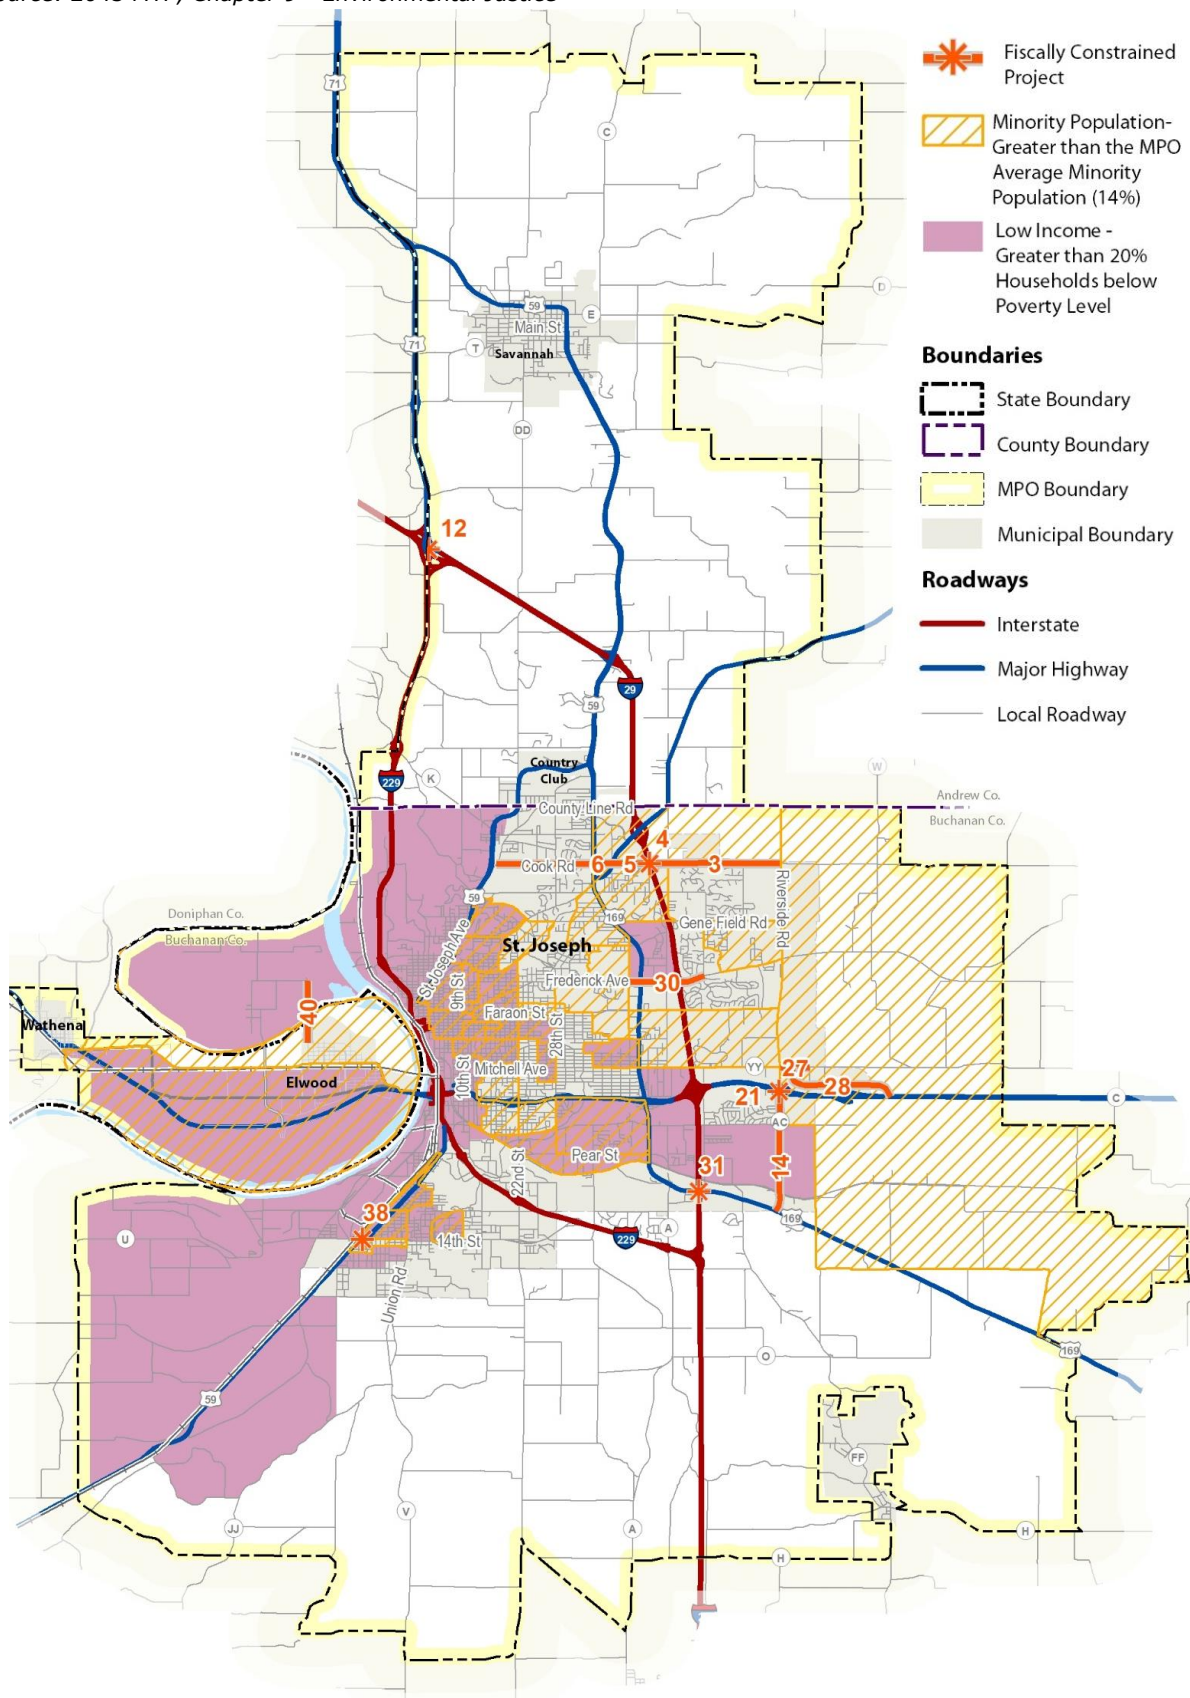 Fiscally Constrained
Project
Minority Population-
Greater than the MPO
Average Minority
Population (14%)
Low Income -
Greater than 20%
Households below
Poverty Level
Boundaries
State Boundary
County Boundary
MPO Boundary
Municipal Boundary
Roadways
Interstate
Major Highway
Local Roadway
71
C
D
59
E
Main St
T
Savannah
71
DD
12
29
59
Country
Club
229
K
W
County Line Rd
Andrew Co.
Buchanan Co.
4
6
5
3
Cook Rd
59
Riverside Rd
Doniphan Co.
Buchanan Co.
169
Gene Field Rd
St. Joseph
St. Joseph Ave
Frederick Ave
30
9th St
40
Faraon St
Wathena
28th St
Mitchell Ave
YY
27
Elwood
10th St
21
28
C
AC
Pear St
22nd St
31
14
38
169
U
14th St
229
A
Union Rd
O
169
59
FF
V
JJ
A
H
H